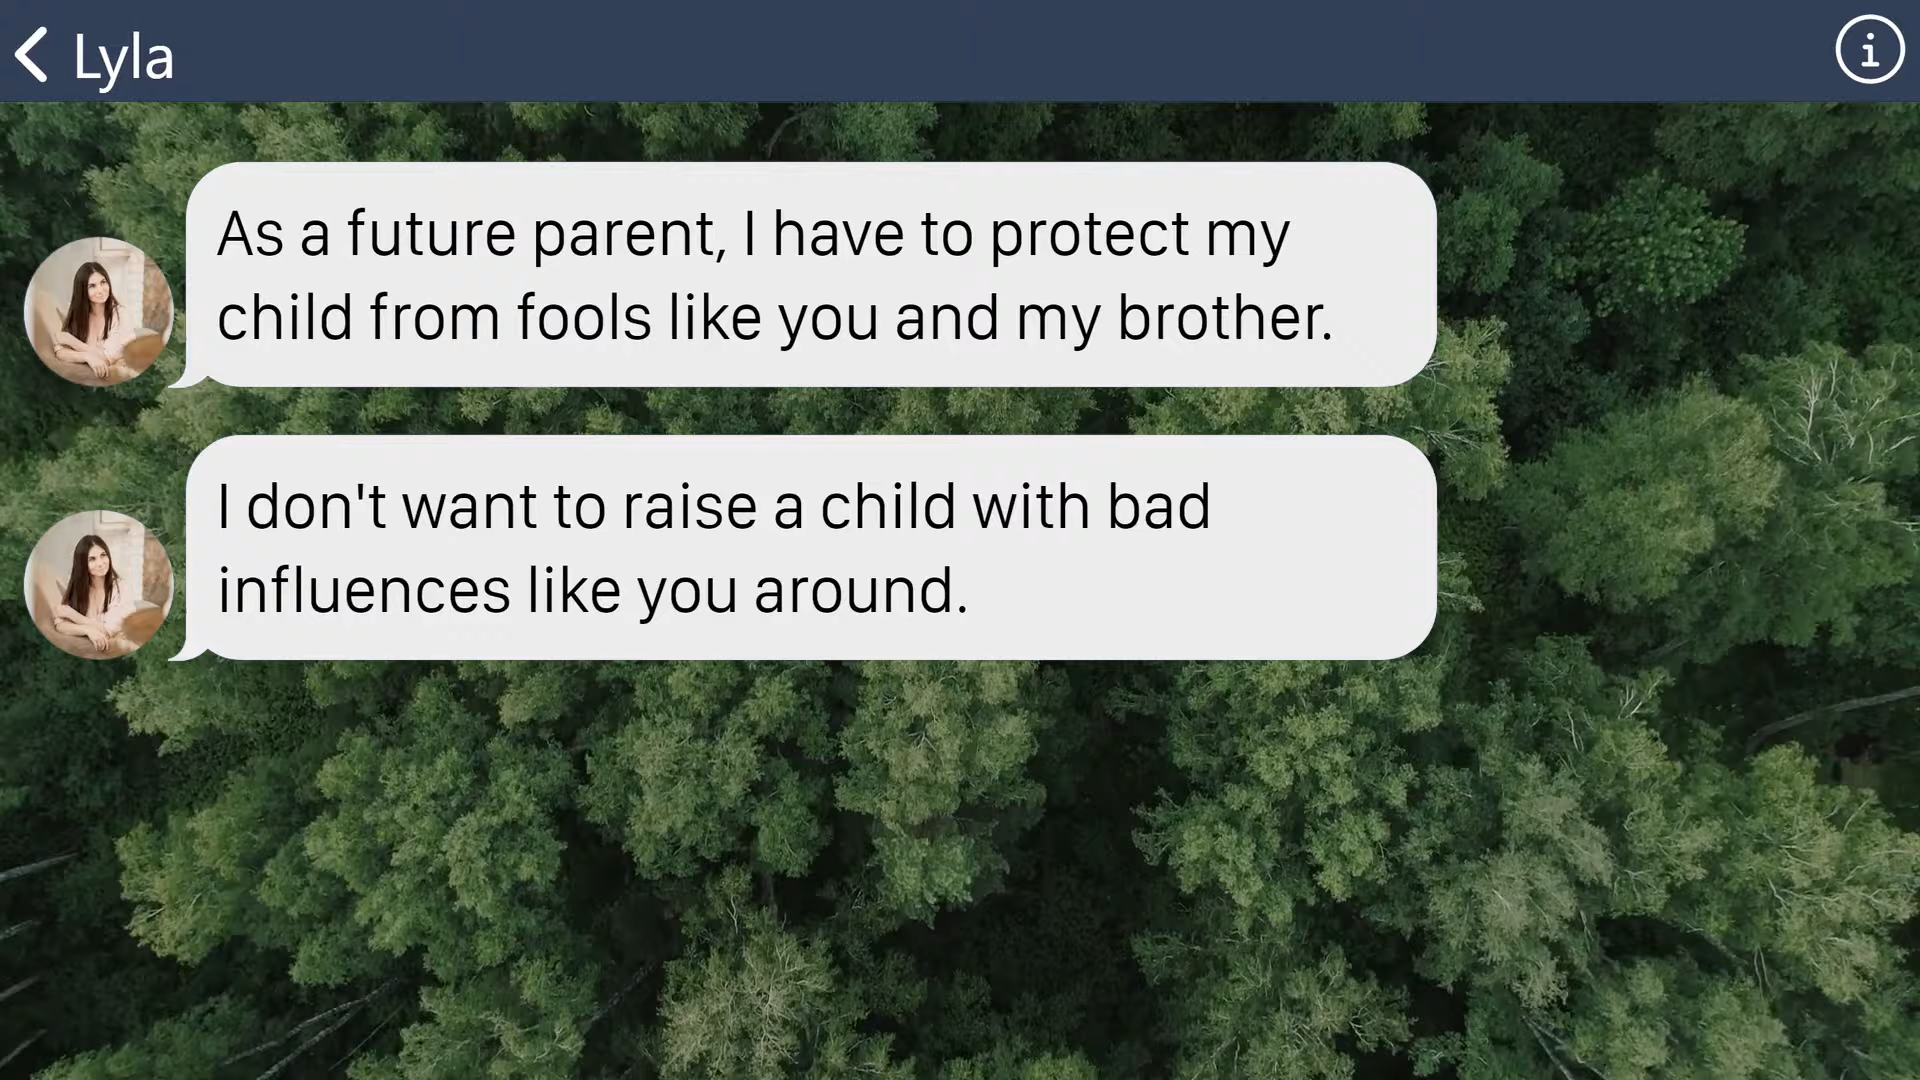 Lyla
As a future parent, I have to protect my
child from fools like you and my brother.
I don't want to raise a child with bad
influences like you around.